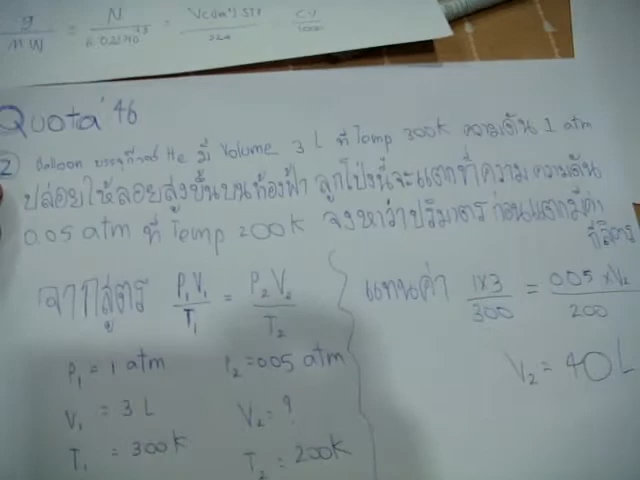 g/MW = N/6.02x10²³ = V(dm³) STP/22.4 = CV/1000
Quota' 46
2 Balloon บรรจุก๊าซ He มี Volume 3 L ที่ Temp 300K ความดัน 1 atm
ปล่อยให้ลอยสูงขึ้นบนท้องฟ้า ลูกโป่งนี้จะแตกที่ความ ความดัน
0.05 atm ที่ Temp 200K จงหาว่าปริมาตร ก่อนแตกมีค่า
กี่ลิตร
จากสูตร P₁V₁/T₁ = P₂V₂/T₂
P₁ = 1 atm P₂ = 0.05 atm
V₁ = 3 L V₂ = ?
T₁ = 300K T₂ = 200K
แทนค่า 1x3/300 = 0.05 x V₂/200
V₂ = 40 L